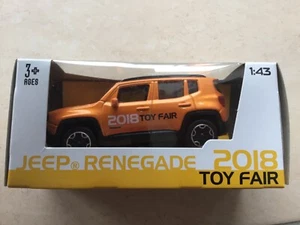 3+
AGES
1:43
2018 TOY FAIR
JEEP® RENEGADE 2018
TOY FAIR